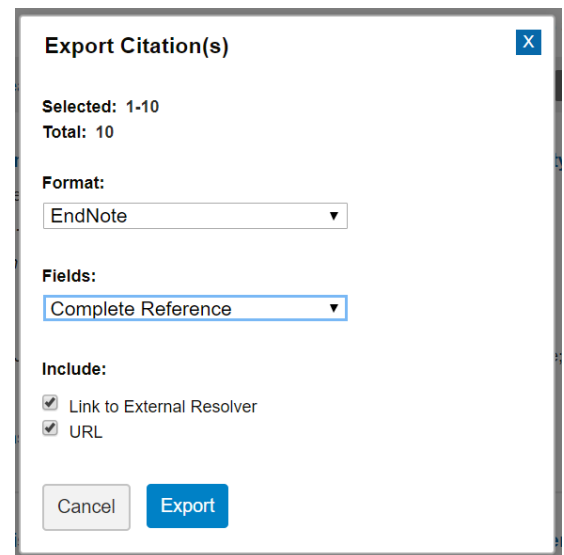 Export Citation(s)
X
Selected: 1-10
Total: 10
Format:
EndNote
Fields:
Complete Reference
Include:
Link to External Resolver
URL
Cancel
Export